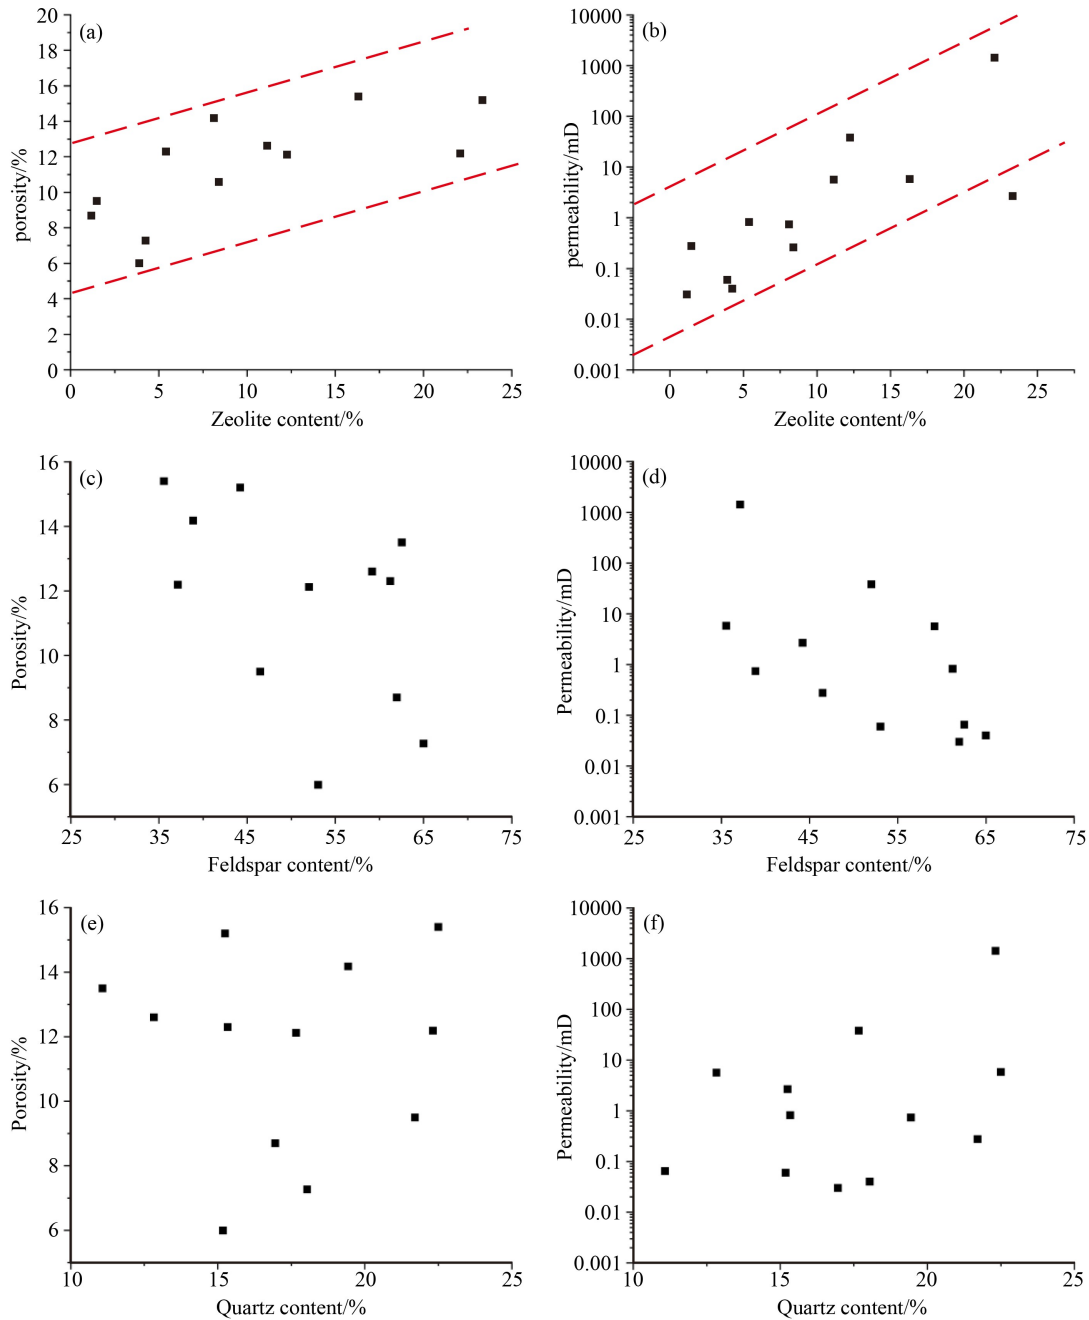 (a)
20
18
16
14
12
10
8
6
4
2
0
porosity/%
0 5 10 15 20 25
Zeolite content/%
(b)
10000
1000
100
10
1
0.1
0.01
0.001
permeability/mD
0 5 10 15 20 25
Zeolite content/%
(c)
16
14
12
10
8
6
Porosity/%
25 35 45 55 65 75
Feldspar content/%
(d)
10000
1000
100
10
1
0.1
0.01
0.001
Permeability/mD
25 35 45 55 65 75
Feldspar content/%
(e)
16
14
12
10
8
6
Porosity/%
10 15 20 25
Quartz content/%
(f)
10000
1000
100
10
1
0.1
0.01
0.001
Permeability/mD
10 15 20 25
Quartz content/%